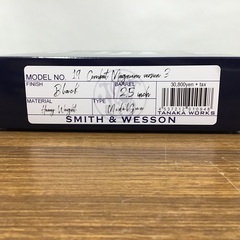 MODEL NO. 19 Combat Magnum version 3
FINISH BARREL 30,800yen + tax
Black 2.5 inch
MATERIAL TYPE
Heavy Weight Model Gun TANAKA WORKS
SMITH & WESSON